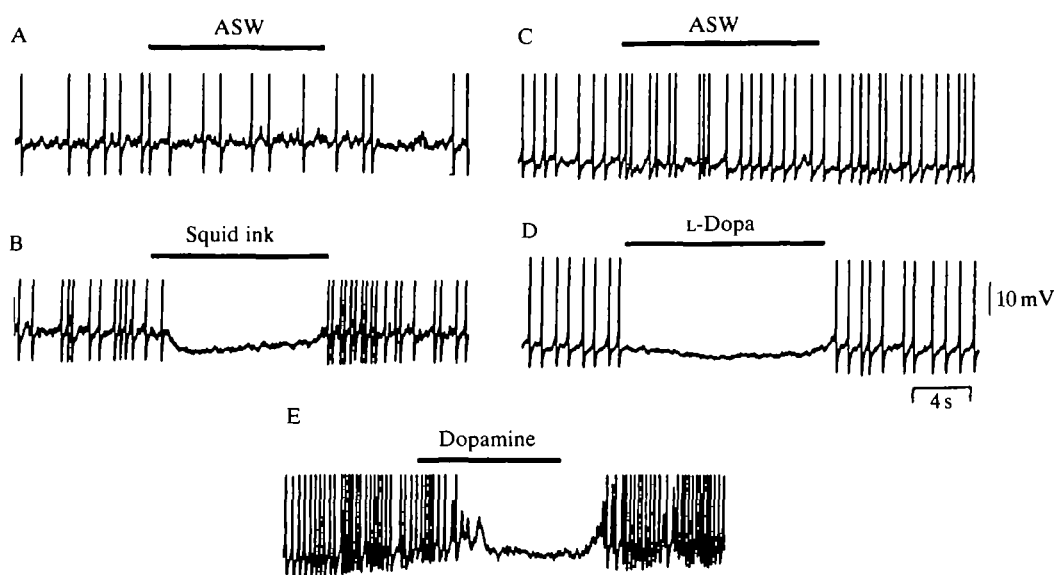 A
ASW
C
ASW
B
Squid ink
D
L-Dopa
10 mV
4 s
E
Dopamine